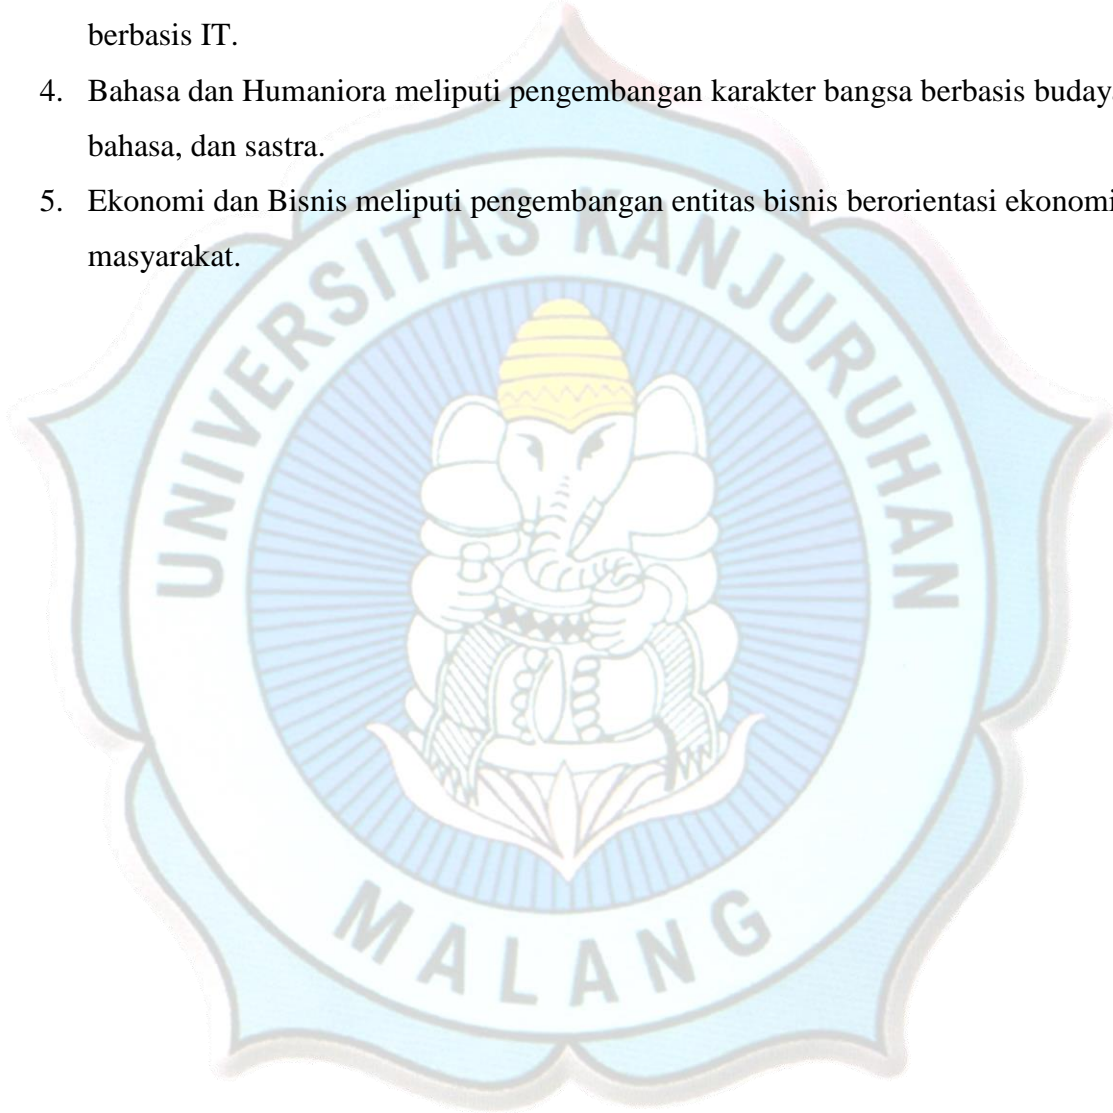 berbasis IT.
4. Bahasa dan Humaniora meliputi pengembangan karakter bangsa berbasis budaya
bahasa, dan sastra.
5. Ekonomi dan Bisnis meliputi pengembangan entitas bisnis berorientasi ekonomi
masyarakat.
UNIVERSITAS KANJURUHAN
MALANG